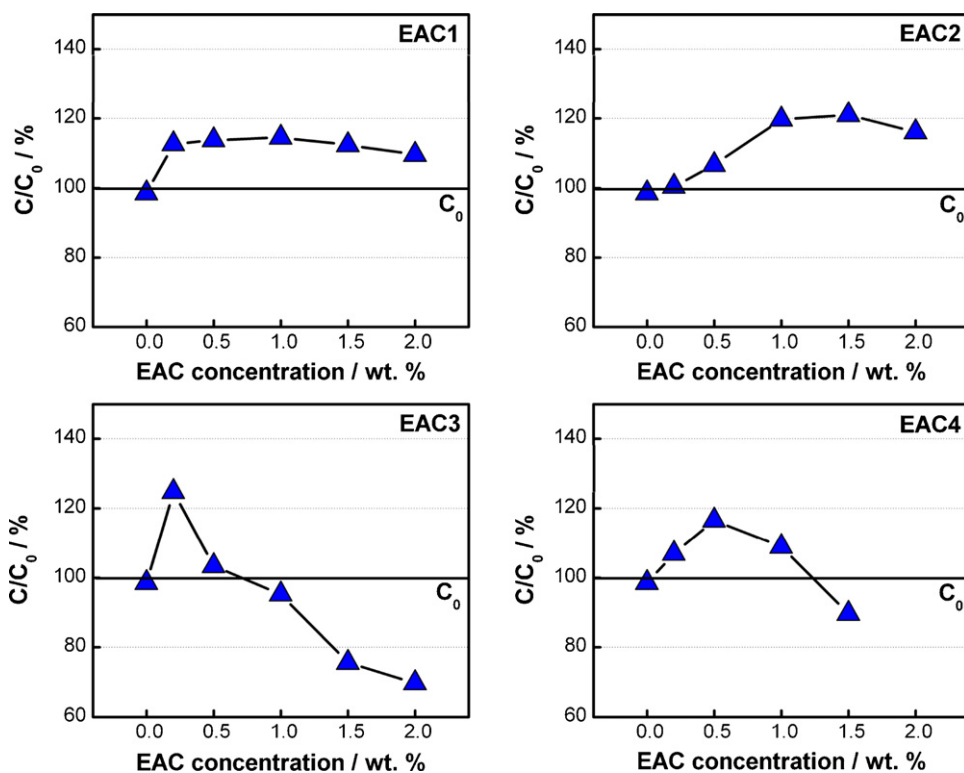 EAC1
140
120
100
80
60
C/C₀ / %
C₀
0.0 0.5 1.0 1.5 2.0
EAC concentration / wt. %
EAC2
140
120
100
80
60
C/C₀ / %
C₀
0.0 0.5 1.0 1.5 2.0
EAC concentration / wt. %
EAC3
140
120
100
80
60
C/C₀ / %
C₀
0.0 0.5 1.0 1.5 2.0
EAC concentration / wt. %
EAC4
140
120
100
80
60
C/C₀ / %
C₀
0.0 0.5 1.0 1.5 2.0
EAC concentration / wt. %